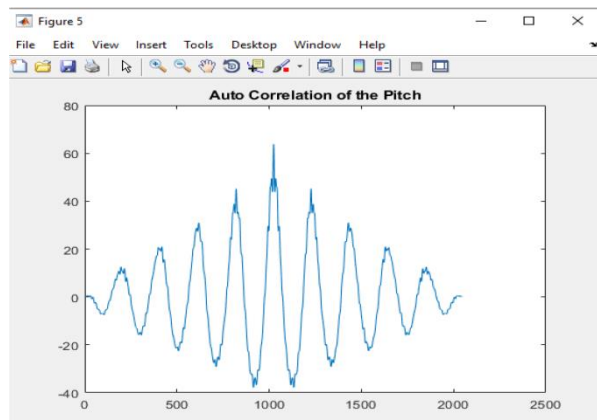 Figure 5
File Edit View Insert Tools Desktop Window Help
Auto Correlation of the Pitch
80
60
40
20
0
-20
-40
0 500 1000 1500 2000 2500